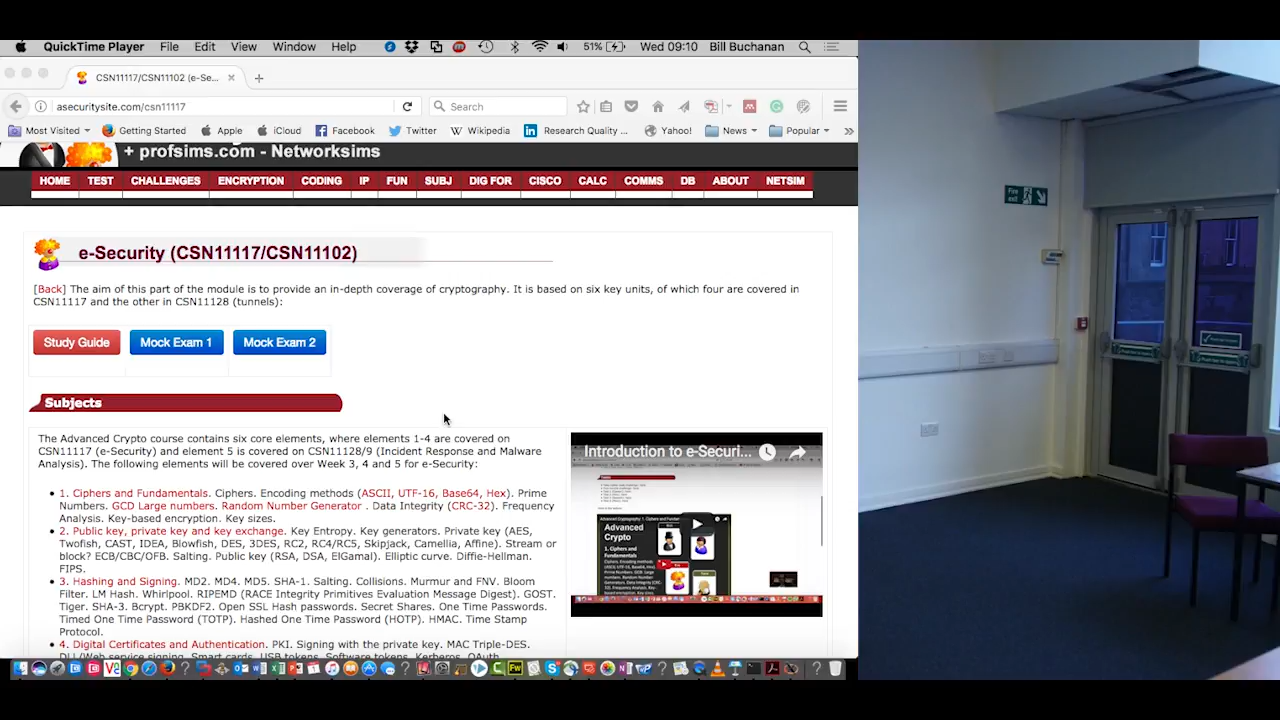 QuickTime Player File Edit View Window Help 51% Wed 09:10 Bill Buchanan
CSN11117/CSN11102 (e-Se...
asecuritysite.com/csn11117 Search
Most Visited Getting Started Apple iCloud Facebook Twitter Wikipedia Research Quality ... Yahoo! News Popular
+ profsims.com - Networksims
HOME TEST CHALLENGES ENCRYPTION CODING IP FUN SUBJ DIG FOR CISCO CALC COMMS DB ABOUT NETSIM
e-Security (CSN11117/CSN11102)
[Back] The aim of this part of the module is to provide an in-depth coverage of cryptography. It is based on six key units, of which four are covered in
CSN11117 and the other in CSN11128 (tunnels):
Study Guide Mock Exam 1 Mock Exam 2
Subjects
The Advanced Crypto course contains six core elements, where elements 1-4 are covered on
CSN11117 (e-Security) and element 5 is covered on CSN11128/9 (Incident Response and Malware
Analysis). The following elements will be covered over Week 3, 4 and 5 for e-Security:
1. Ciphers and Fundamentals. Ciphers. Encoding methods (ASCII, UTF-16, Base64, Hex). Prime
Numbers. GCD Large numbers. Random Number Generator . Data Integrity (CRC-32). Frequency
Analysis. Key-based encryption. Key sizes.
2. Public key, private key and key exchange. Key Entropy. Key generators. Private key (AES,
Twofish, CAST, IDEA, Blowfish, DES, 3DES, RC2, RC4/RC5, Skipjack, Camellia, Affine). Stream or
block? ECB/CBC/OFB. Salting. Public key (RSA, DSA, ElGamal). Elliptic curve. Diffie-Hellman.
FIPS.
3. Hashing and Signing. MD2. MD4. MD5. SHA-1. Salting. Collisions. Murmur and FNV. Bloom
Filter. LM Hash. Whirlpool. RIPEMD (RACE Integrity Primitives Evaluation Message Digest). GOST.
Tiger. SHA-3. Bcrypt. PBKDF2. Open SSL Hash passwords. Secret Shares. One Time Passwords.
Timed One Time Password (TOTP). Hashed One Time Password (HOTP). HMAC. Time Stamp
Protocol.
4. Digital Certificates and Authentication. PKI. Signing with the private key. MAC Triple-DES.
Introduction to e-Securi...
Advanced
Crypto
1. Ciphers and
Fundamentals
Fire
exit